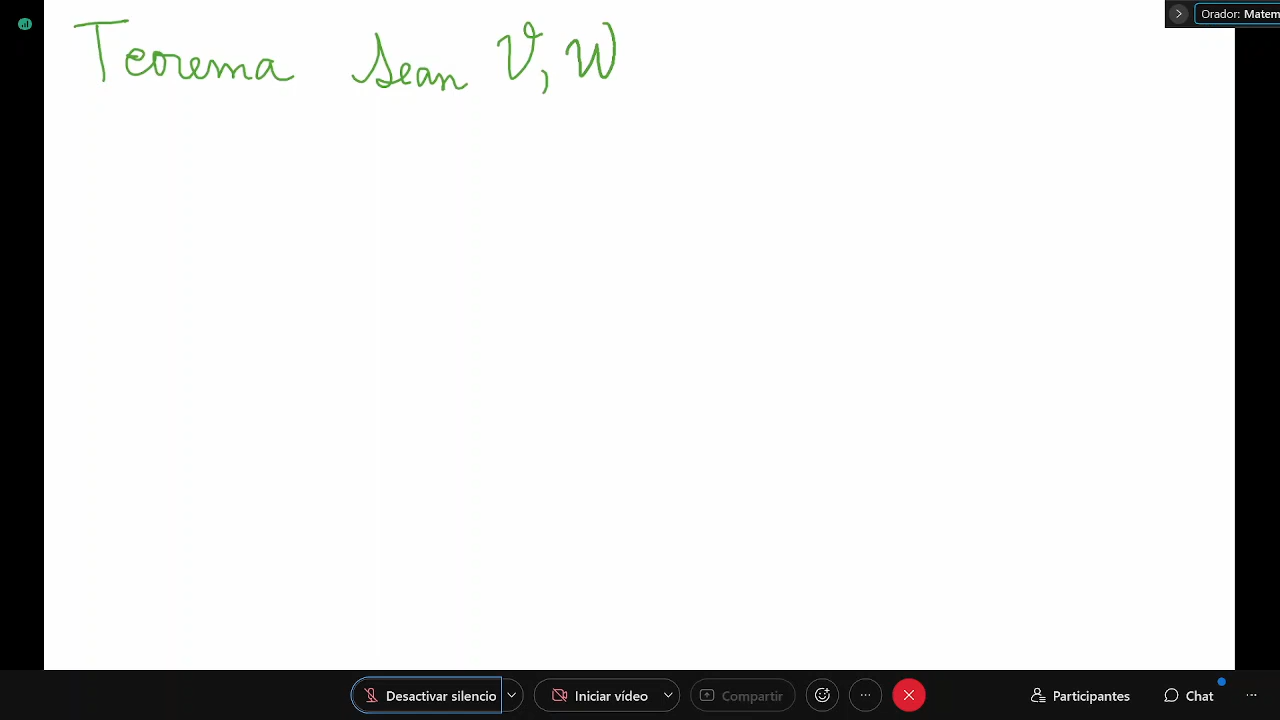 Orador: Matem
Teorema Sean V, W
Desactivar silencio
Iniciar vídeo
Compartir
Participantes
Chat